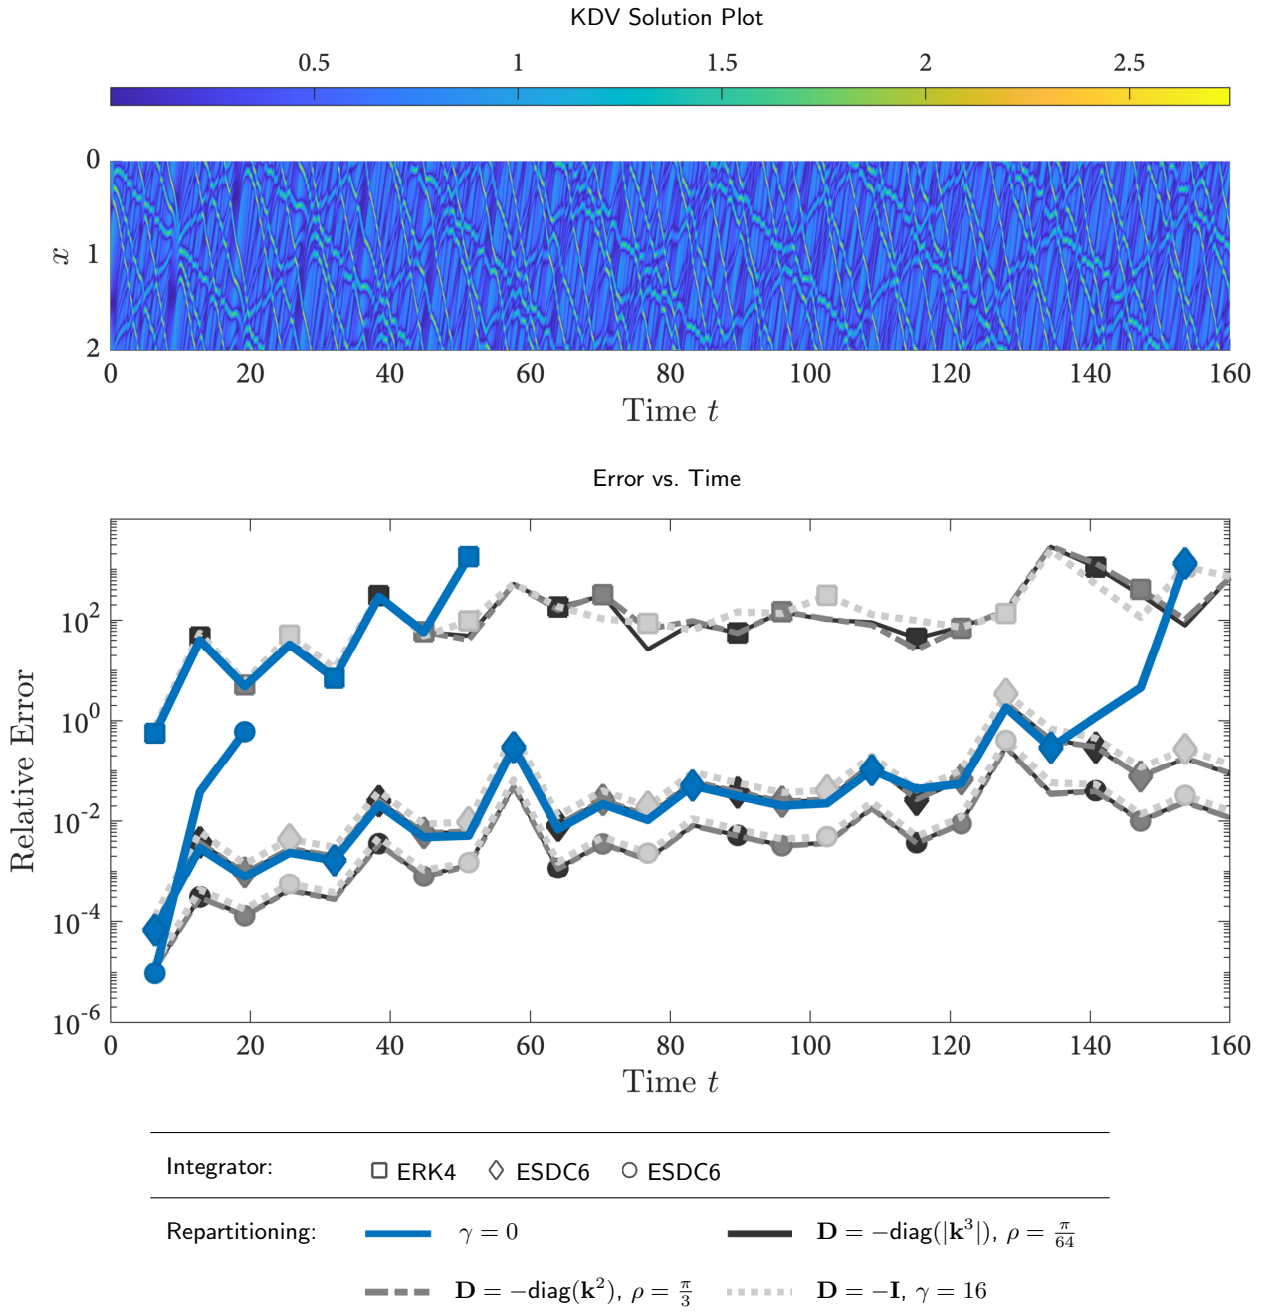 KDV Solution Plot
0.5 1 1.5 2 2.5
0
1
2
x
0 20 40 60 80 100 120 140 160
Time t
Error vs. Time
10^2
10^0
10^-2
10^-4
10^-6
Relative Error
0 20 40 60 80 100 120 140 160
Time t
Integrator: ERK4 ESDC6 ESDC6
Repartitioning: γ = 0 D = −diag(|k^3|), ρ = π/64
D = −diag(k^2), ρ = π/3 D = −I, γ = 16